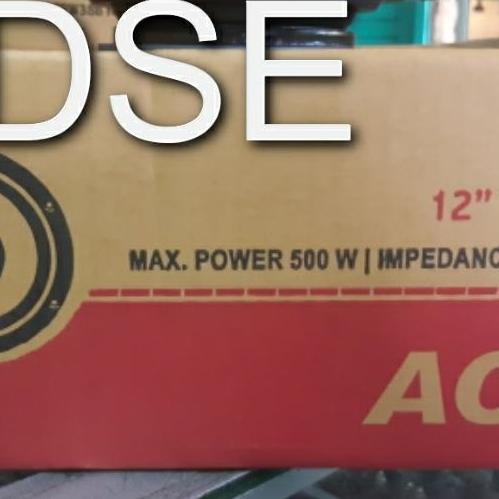 DSE
12"
MAX. POWER 500 W | IMPEDANC
AC